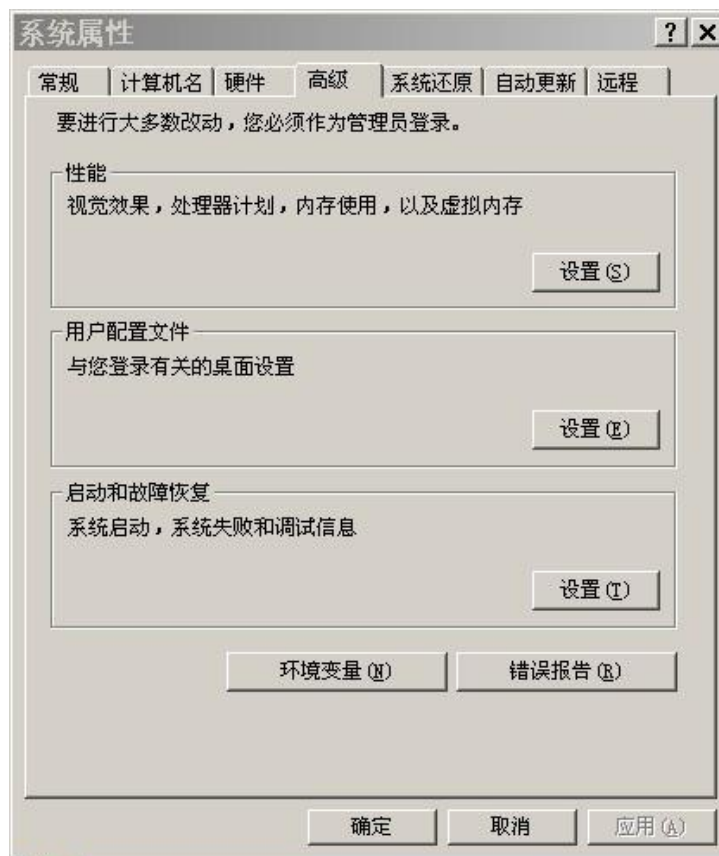 系统属性
常规 计算机名 硬件 高级 系统还原 自动更新 远程
要进行大多数改动，您必须作为管理员登录。
性能
视觉效果，处理器计划，内存使用，以及虚拟内存
设置(S)
用户配置文件
与您登录有关的桌面设置
设置(E)
启动和故障恢复
系统启动，系统失败和调试信息
设置(T)
环境变量(N) 错误报告(R)
确定 取消 应用(A)